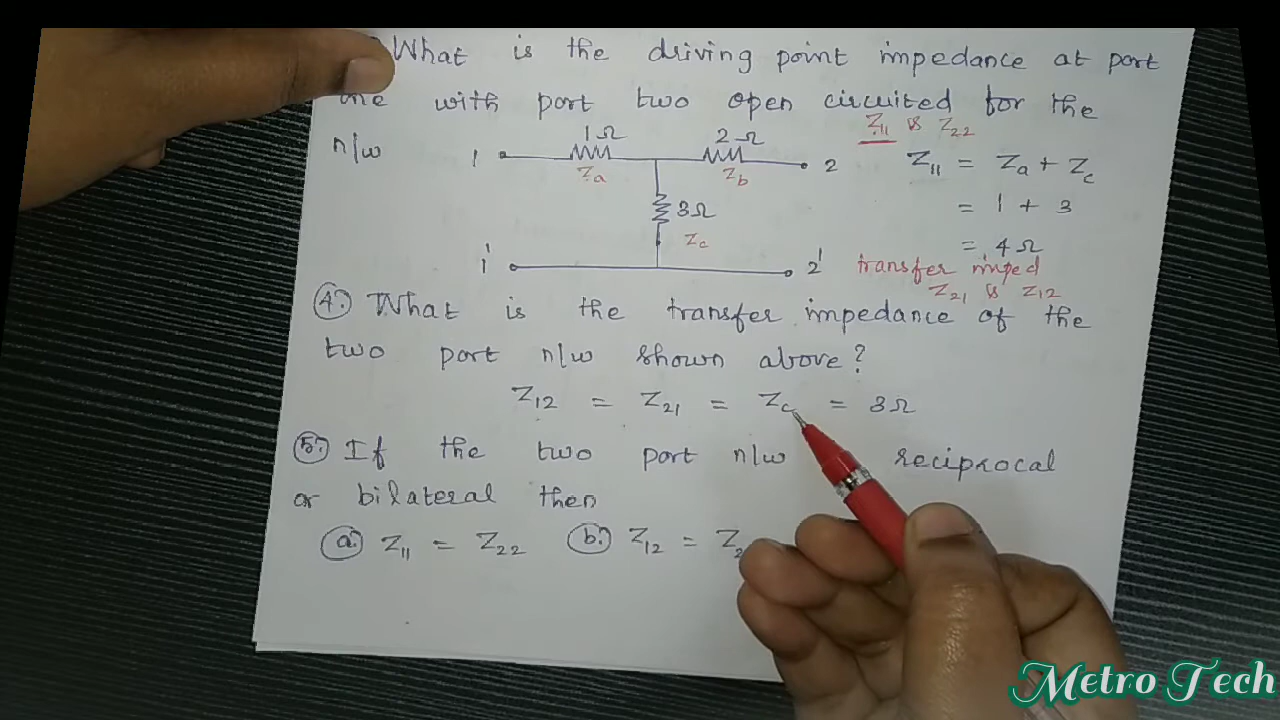 What is the driving point impedance at port
one with port two open circuited for the
n/w
1 1Ω 2Ω 2
Za Zb
3Ω
Zc
1' 2'
Z11 & Z22
Z11 = Za + Zc
= 1 + 3
= 4Ω
transfer imped
Z21 & Z12
4. What is the transfer impedance of the
two port n/w shown above?
Z12 = Z21 = Zc = 3Ω
5. If the two port n/w reciprocal
or bilateral then
a. Z11 = Z22 b. Z12 = Z2
Metro Tech